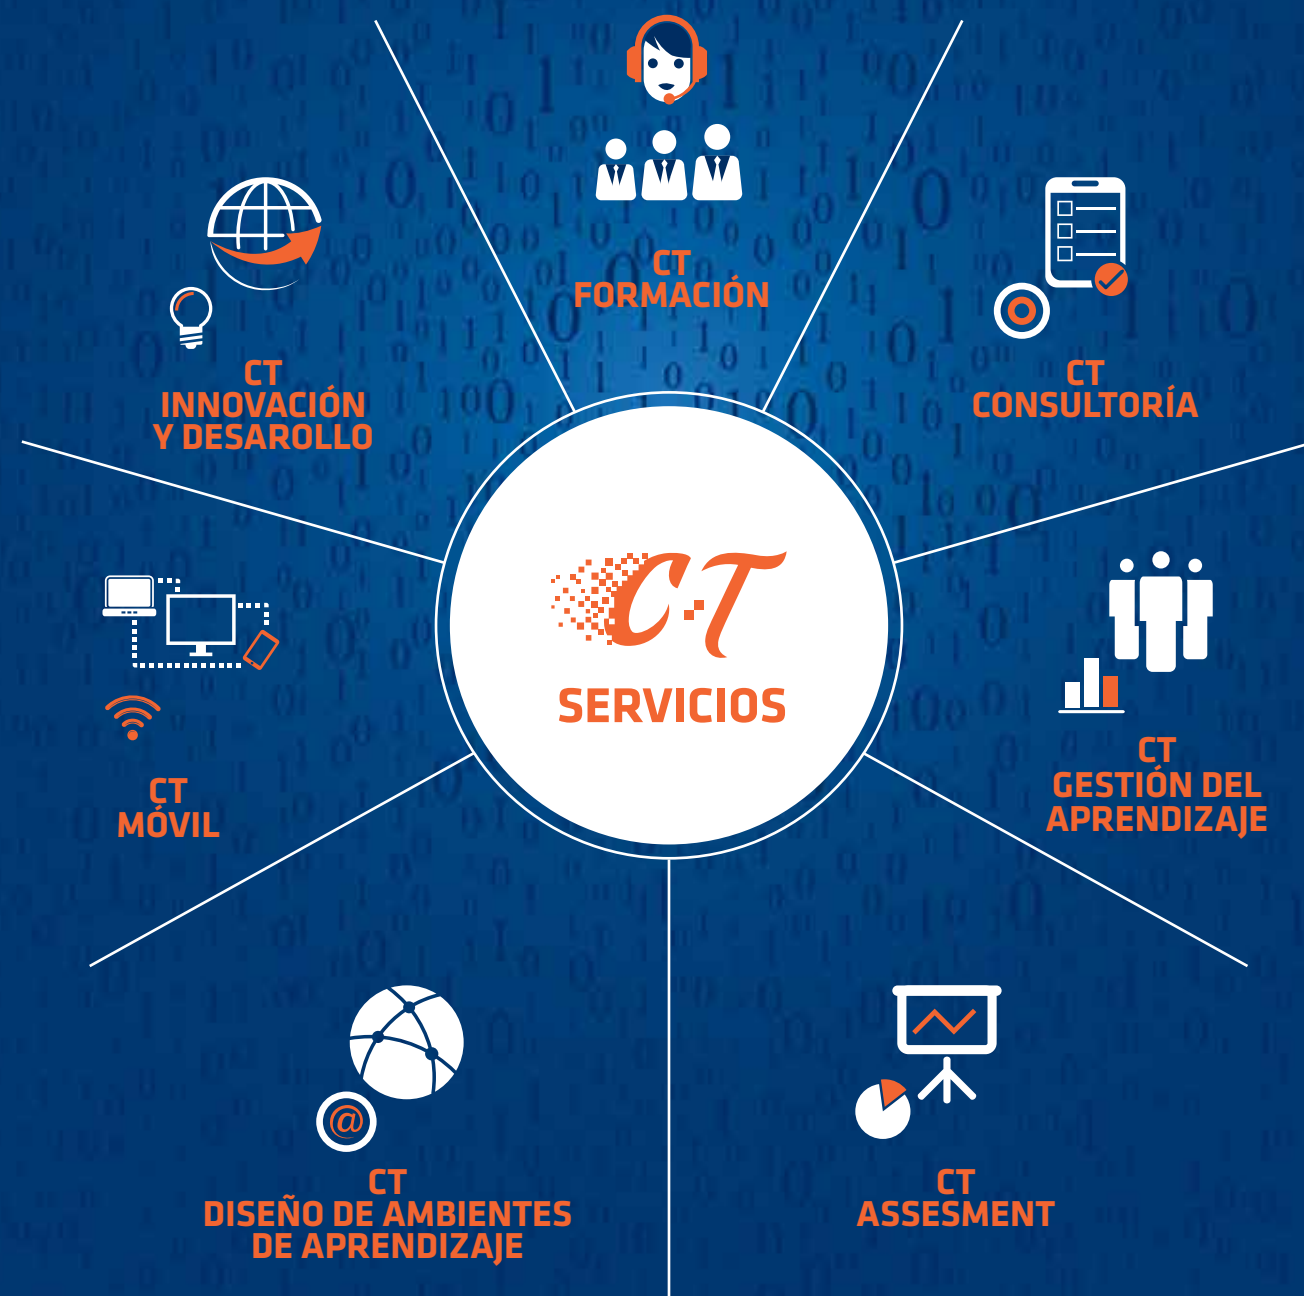 CT
FORMACIÓN
CT
CONSULTORÍA
CT
INNOVACIÓN
Y DESAROLLO
CT
SERVICIOS
CT
GESTIÓN DEL
APRENDIZAJE
CT
MÓVIL
CT
DISEÑO DE AMBIENTES
DE APRENDIZAJE
@
CT
ASSESMENT